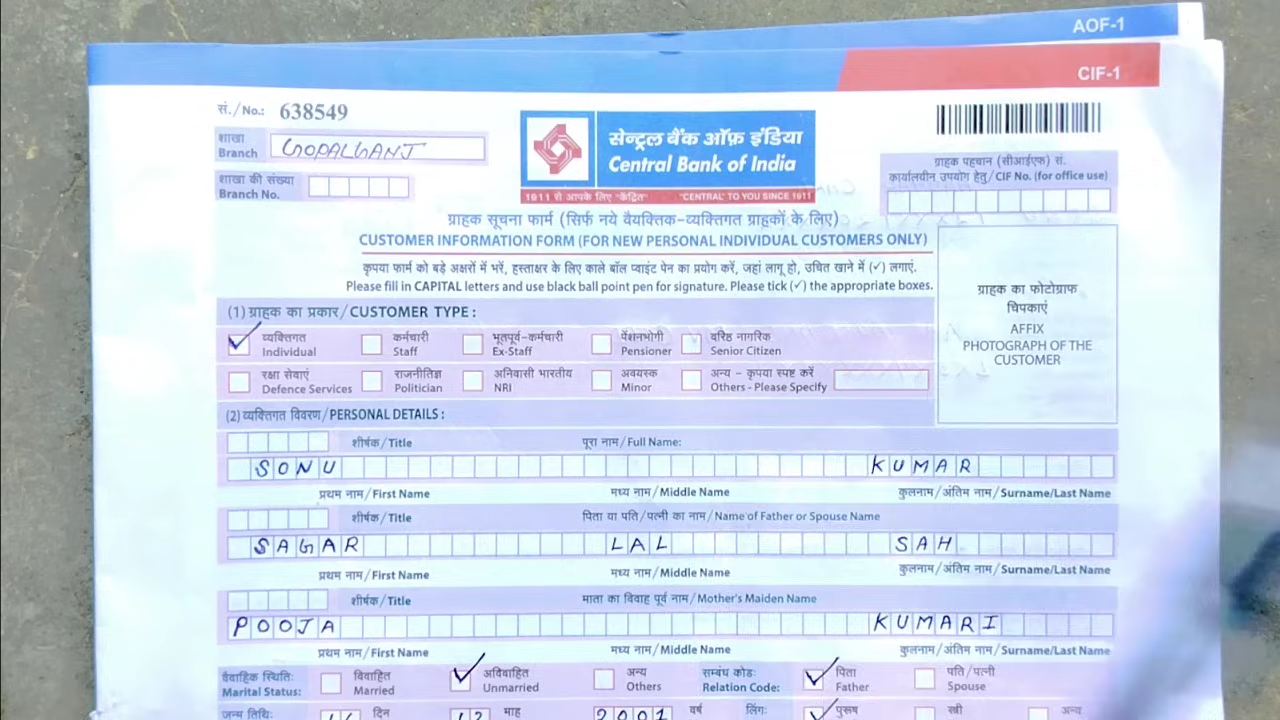 AOF-1
CIF-1
सं./No.: 638549
शाखा
Branch GOPALGANJ
शाखा की संख्या
Branch No.
सेन्ट्रल बैंक ऑफ़ इंडिया
Central Bank of India
1911 से आपके लिए "केंद्रित" "CENTRAL" TO YOU SINCE 1911
ग्राहक पहचान (सीआईएफ) सं.
कार्यालयीन उपयोग हेतु/CIF No. (for office use)
ग्राहक सूचना फार्म (सिर्फ नये वैयक्तिक-व्यक्तिगत ग्राहकों के लिए)
CUSTOMER INFORMATION FORM (FOR NEW PERSONAL INDIVIDUAL CUSTOMERS ONLY)
कृपया फार्म को बड़े अक्षरों में भरें, हस्ताक्षर के लिए काले बॉल प्वाइंट पेन का प्रयोग करें, जहां लागू हो, उचित खाने में (✓) लगाएं.
Please fill in CAPITAL letters and use black ball point pen for signature. Please tick (✓) the appropriate boxes.
ग्राहक का फोटोग्राफ
चिपकाएं
AFFIX
PHOTOGRAPH OF THE
CUSTOMER
(1) ग्राहक का प्रकार/CUSTOMER TYPE:
व्यक्तिगत कर्मचारी भूतपूर्व-कर्मचारी पेंशनभोगी वरिष्ठ नागरिक
Individual Staff Ex-Staff Pensioner Senior Citizen
रक्षा सेवाएं राजनीतिज्ञ अनिवासी भारतीय अवयस्क अन्य - कृपया स्पष्ट करें
Defence Services Politician NRI Minor Others - Please Specify
(2) व्यक्तिगत विवरण/PERSONAL DETAILS:
शीर्षक/Title पूरा नाम/Full Name:
SONU KUMAR
प्रथम नाम/First Name मध्य नाम/Middle Name कुलनाम/अंतिम नाम/Surname/Last Name
शीर्षक/Title पिता या पति/पत्नी का नाम/Name of Father or Spouse Name
SAGAR LAL SAH
प्रथम नाम/First Name मध्य नाम/Middle Name कुलनाम/अंतिम नाम/Surname/Last Name
शीर्षक/Title माता का विवाह पूर्व नाम/Mother's Maiden Name
POOJA KUMARI
प्रथम नाम/First Name मध्य नाम/Middle Name कुलनाम/अंतिम नाम/Surname/Last Name
वैवाहिक स्थिति: विवाहित अविवाहित अन्य सम्बंध कोड: पिता पति/पत्नी
Marital Status: Married Unmarried Others Relation Code: Father Spouse
जन्म तिथि: दिन 12 माह 2001 वर्ष लिंग: पुरूष स्त्री अन्य